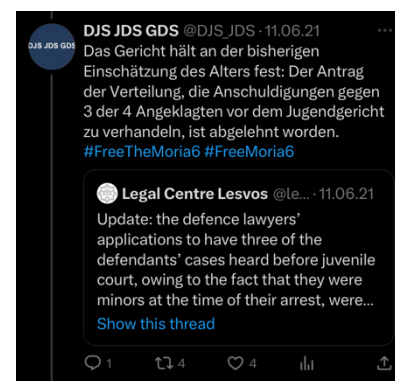 DJS JDS GDS
DJS JDS GDS @DJS_JDS · 11.06.21
Das Gericht hält an der bisherigen
Einschätzung des Alters fest: Der Antrag
der Verteilung, die Anschuldigungen gegen
3 der 4 Angeklagten vor dem Jugendgericht
zu verhandeln, ist abgelehnt worden.
#FreeTheMoria6 #FreeMoria6
Legal Centre Lesvos @le... · 11.06.21
Update: the defence lawyers'
applications to have three of the
defendants' cases heard before juvenile
court, owing to the fact that they were
minors at the time of their arrest, were...
Show this thread
1 4 4